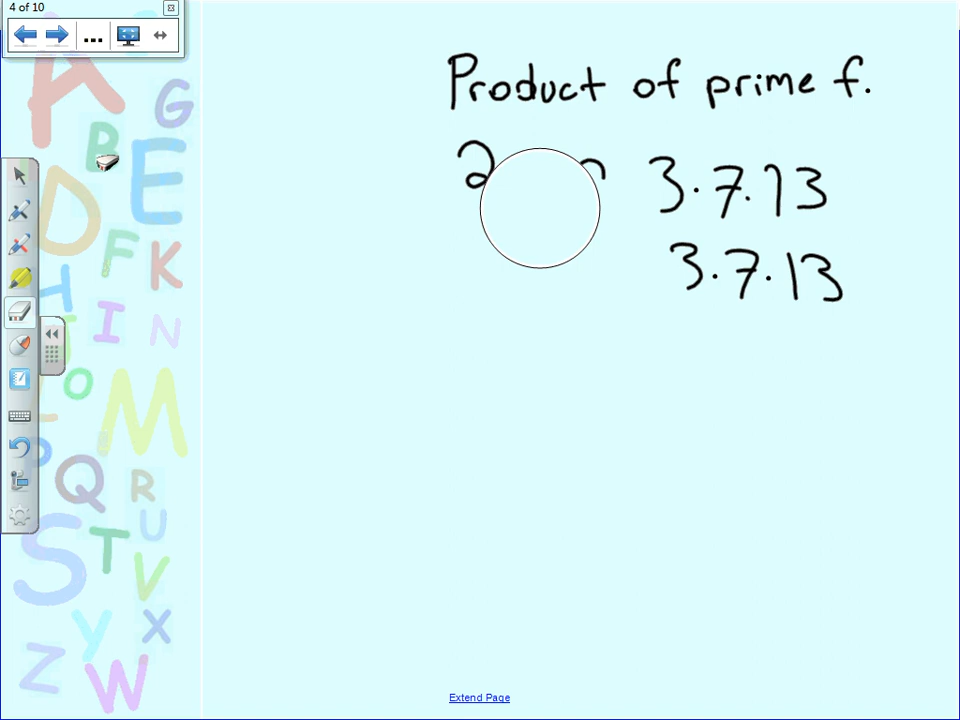 4 of 10
Product of prime f.
2 3·7·13
3·7·13
A
G
B
E
D
F
K
H
I
N
O
M
P
Q
R
S
T
U
V
Y
X
Z
W
Extend Page